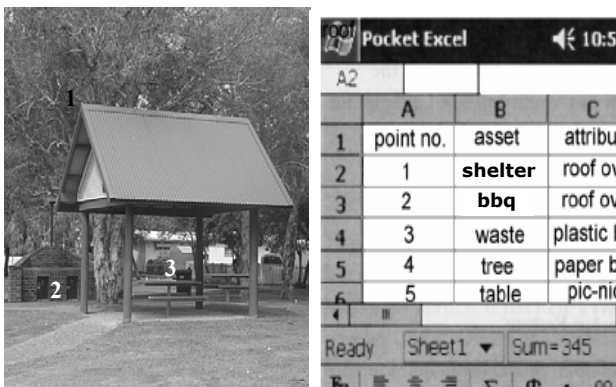 1
2
3
roof
Pocket Excel 10:5
A2
A B C
1 point no. asset attribu
2 1 shelter roof ov
3 2 bbq roof ov
4 3 waste plastic
5 4 tree paper b
6 5 table pic-nic
Ready Sheet1 Sum=345